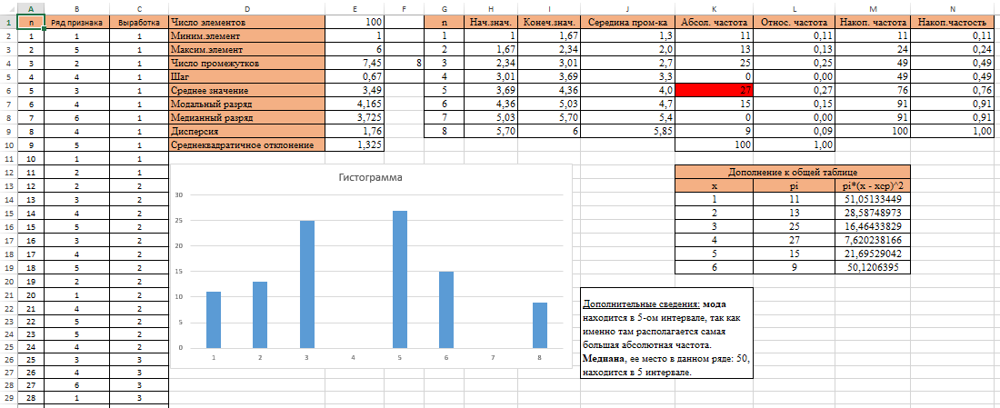 A B C D E F G H I J K L M N
1 n Ряд признака Выработка Число элементов 100 n Нач.знач. Конеч.знач. Середина пром-ка Абсол. частота Относ. частота Накоп. частота Накоп.частость
2 1 1 1 Миним.элемент 1 1 1 1,67 1,3 11 0,11 11 0,11
3 2 5 1 Максим.элемент 6 2 1,67 2,34 2,0 13 0,13 24 0,24
4 3 2 1 Число промежутков 7,45 8 3 2,34 3,01 2,7 25 0,25 49 0,49
5 4 4 1 Шаг 0,67 4 3,01 3,69 3,3 0 0,00 49 0,49
6 5 3 1 Среднее значение 3,49 5 3,69 4,36 4,0 27 0,27 76 0,76
7 6 4 1 Модальный разряд 4,165 6 4,36 5,03 4,7 15 0,15 91 0,91
8 7 6 1 Медианный разряд 3,725 7 5,03 5,70 5,4 0 0,00 91 0,91
9 8 4 1 Дисперсия 1,76 8 5,70 6 5,85 9 0,09 100 1,00
10 9 5 1 Среднеквадратичное отклонение 1,325 100 1,00
11 10 1 1
12 11 2 1
13 12 2 2
14 13 3 2
15 14 4 2
16 15 5 2
17 16 3 2
18 17 4 2
19 18 5 2
20 19 2 2
21 20 1 2
22 21 4 2
23 22 5 2
24 23 5 2
25 24 4 2
26 25 3 3
27 26 4 3
28 27 6 3
29 28 1 3
Гистограмма
30
25
20
15
10
5
0
1 2 3 4 5 6 7 8
Дополнение к общей таблице
x pi pi*(x - xcp)^2
1 11 51,05133449
2 13 28,58748973
3 25 16,46433829
4 27 7,620238166
5 15 21,69529042
6 9 50,1206395
Дополнительные сведения: мода
находится в 5-ом интервале, так как
именно там располагается самая
большая абсолютная частота.
Медиана, ее место в данном ряде: 50,
находится в 5 интервале.